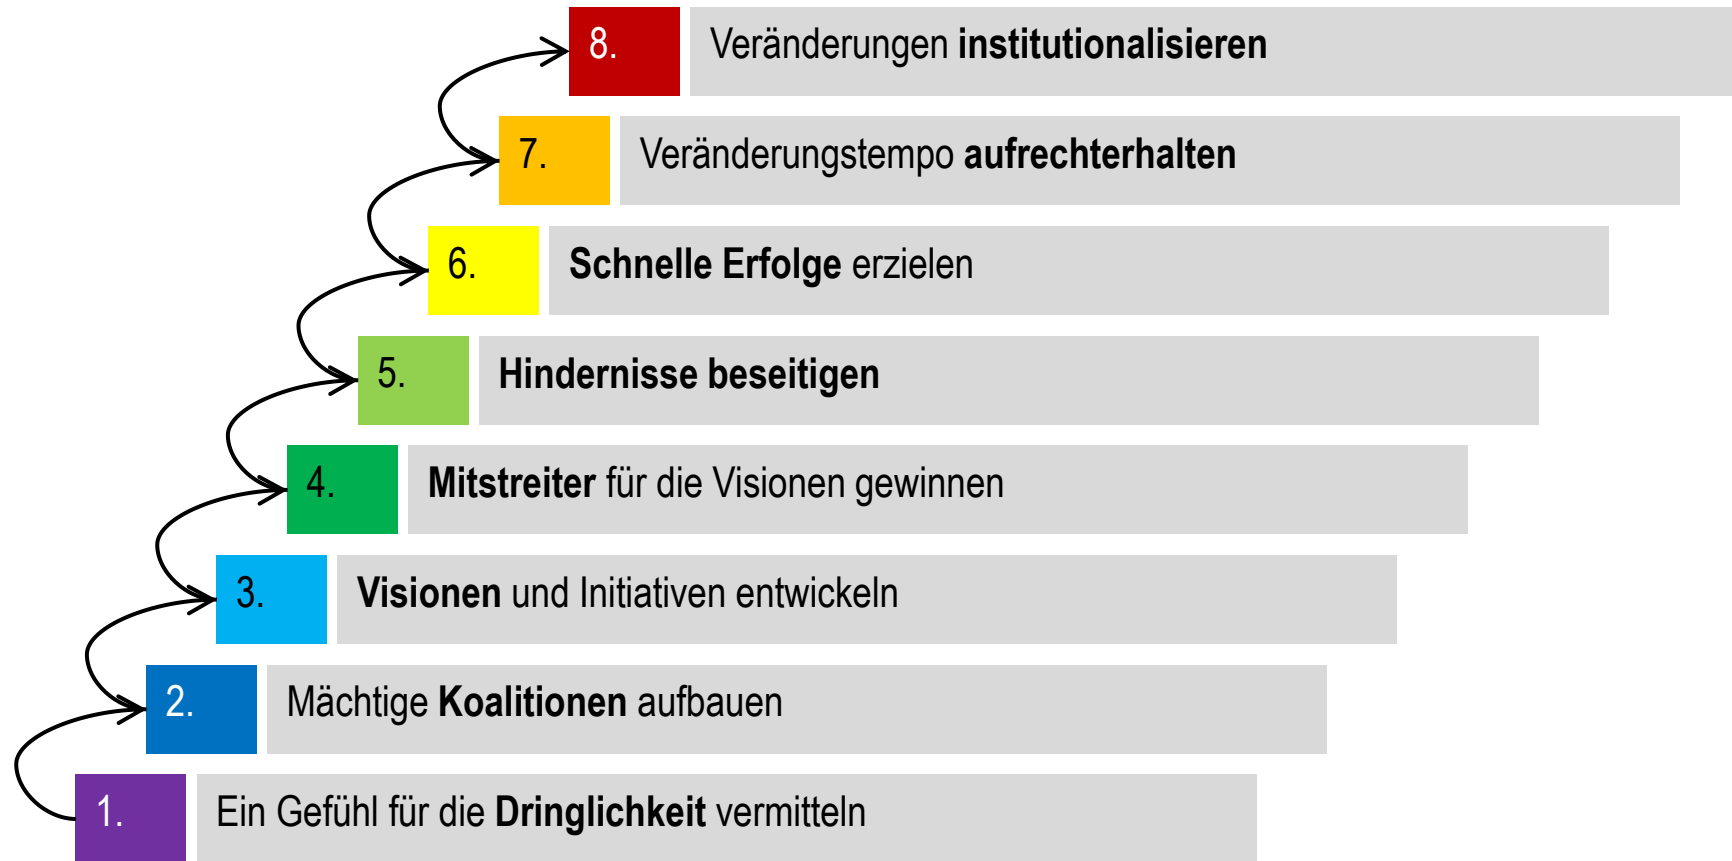 8. Veränderungen institutionalisieren
7. Veränderungstempo aufrechterhalten
6. Schnelle Erfolge erzielen
5. Hindernisse beseitigen
4. Mitstreiter für die Visionen gewinnen
3. Visionen und Initiativen entwickeln
2. Mächtige Koalitionen aufbauen
1. Ein Gefühl für die Dringlichkeit vermitteln